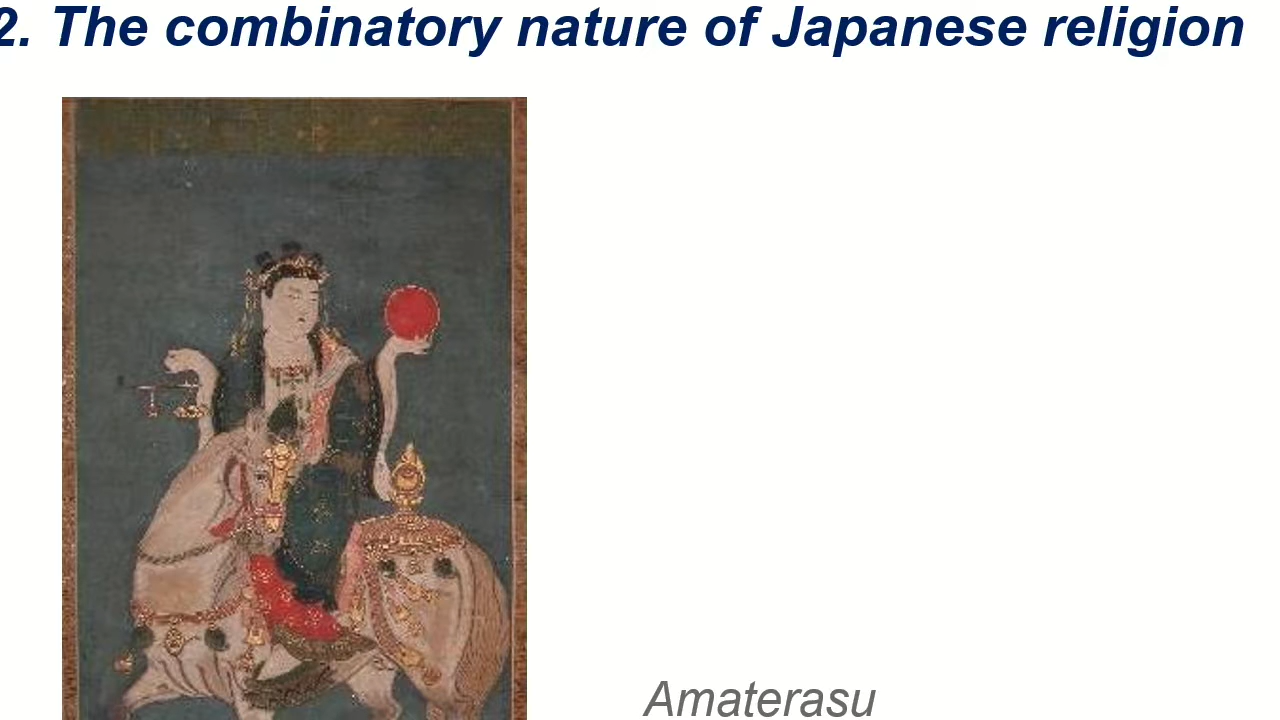 2. The combinatory nature of Japanese religion
Amaterasu